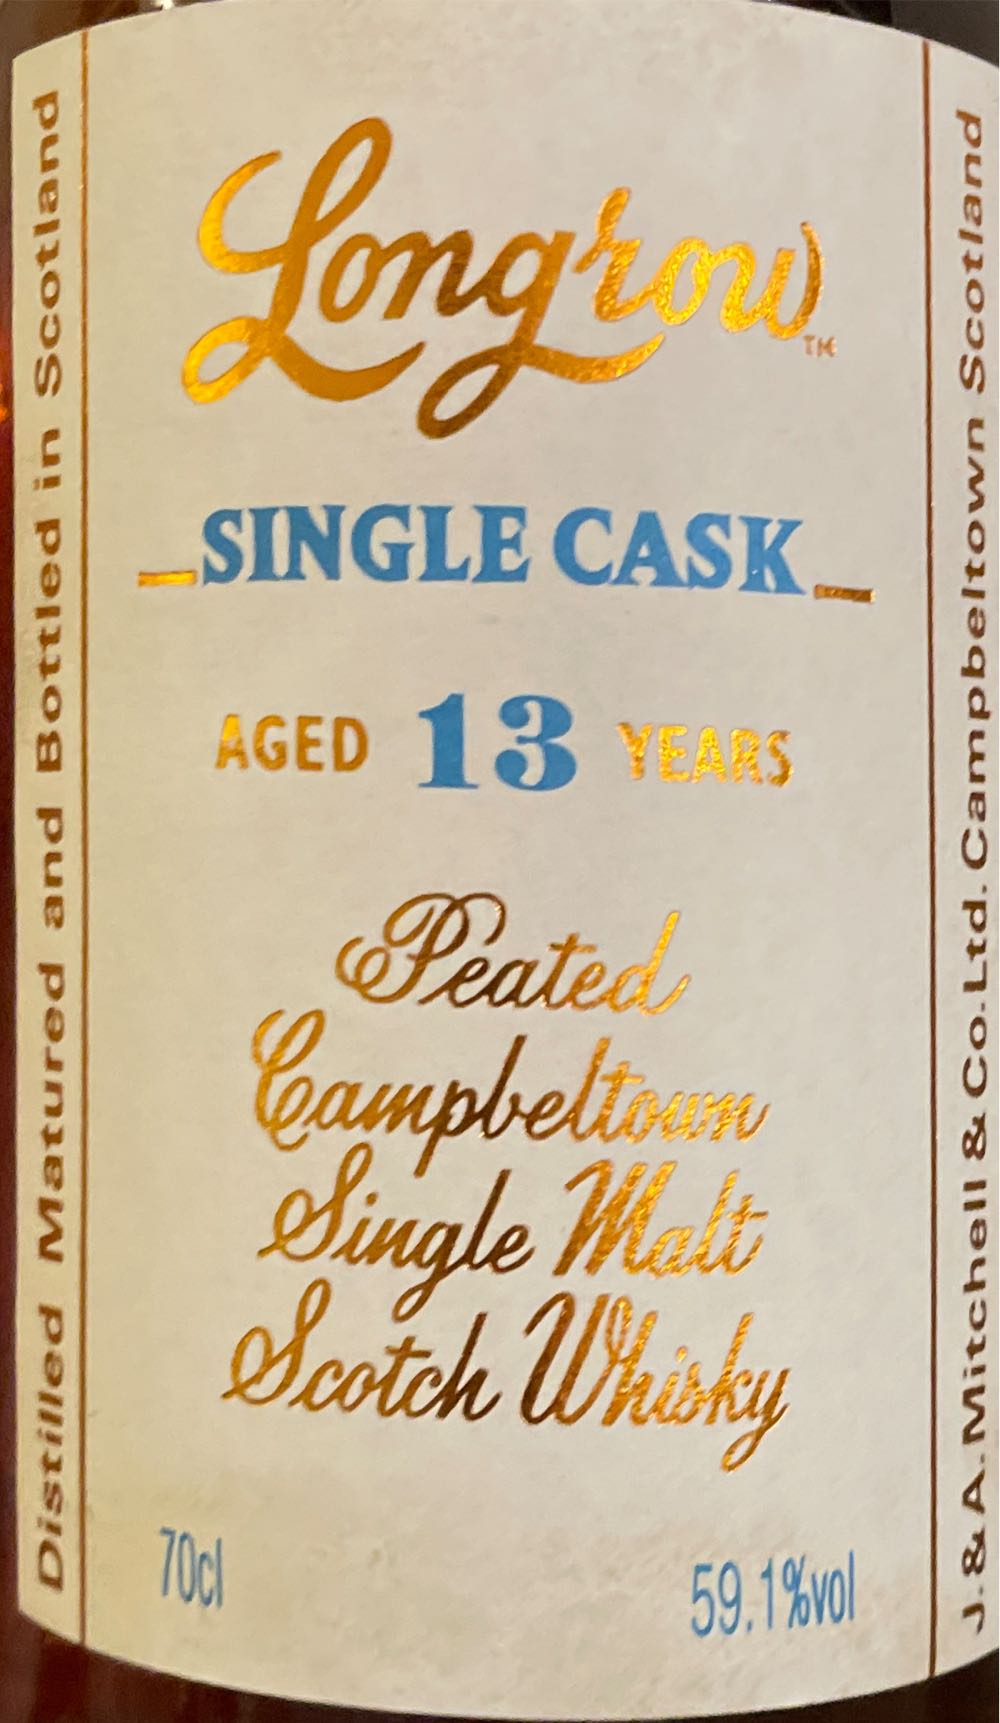 Longrow TM
SINGLE CASK
AGED 13 YEARS
Peated
Campbeltown
Single Malt
Scotch Whisky
70cl 59.1%vol
Distilled Matured and Bottled in Scotland
J. & A. Mitchell & Co. Ltd. Campbeltown Scotland